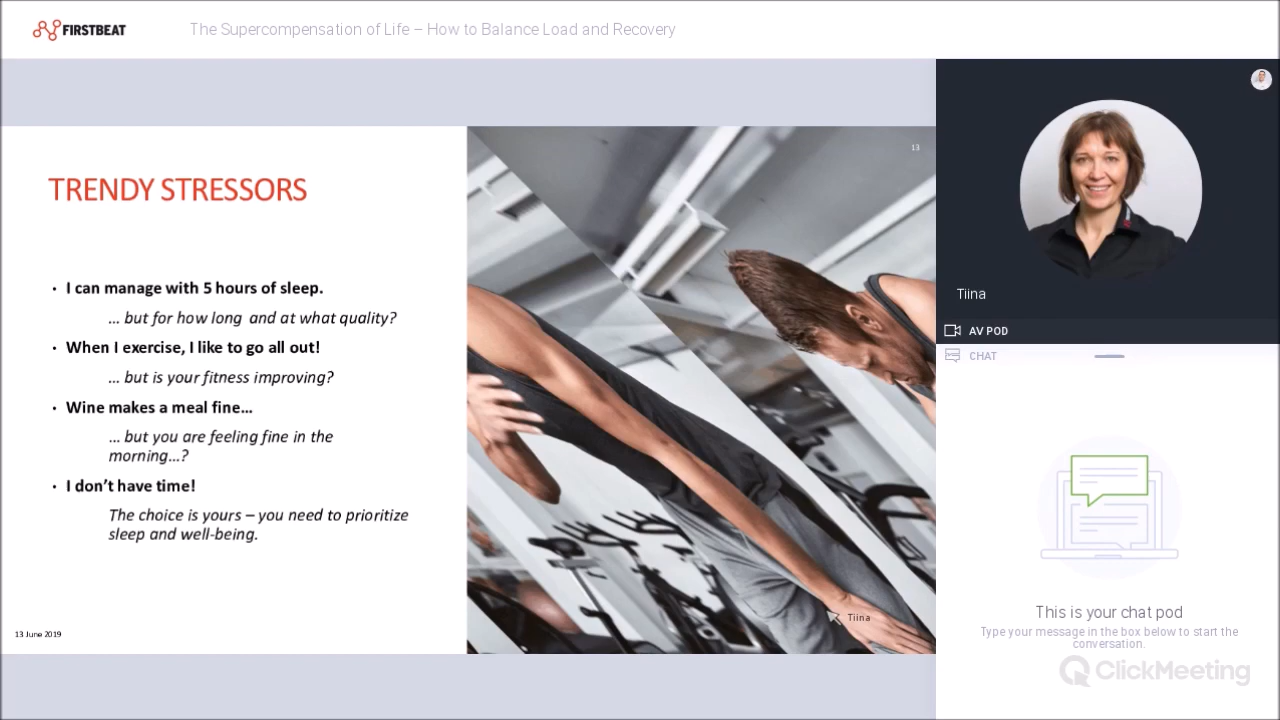 FIRSTBEAT
The Supercompensation of Life – How to Balance Load and Recovery
13
TRENDY STRESSORS
• I can manage with 5 hours of sleep.
… but for how long and at what quality?
• When I exercise, I like to go all out!
… but is your fitness improving?
• Wine makes a meal fine…
… but you are feeling fine in the
morning…?
• I don’t have time!
The choice is yours – you need to prioritize
sleep and well-being.
13 June 2019
Tiina
Tiina
AV POD
CHAT
This is your chat pod
Type your message in the box below to start the
conversation.
ClickMeeting